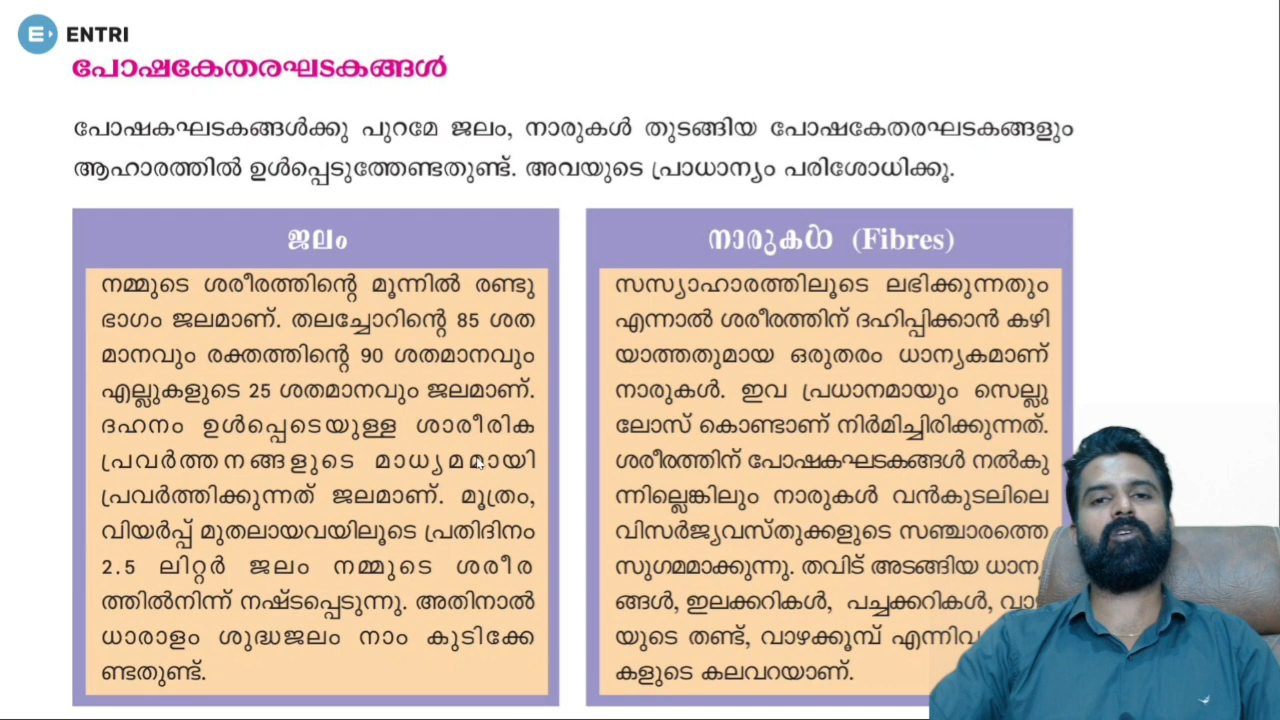 ENTRI
പോഷകേതരഘടകങ്ങൾ
പോഷകഘടകങ്ങൾക്കു പുറമേ ജലം, നാരുകൾ തുടങ്ങിയ പോഷകേതരഘടകങ്ങളും
ആഹാരത്തിൽ ഉൾപ്പെടുത്തേണ്ടതുണ്ട്. അവയുടെ പ്രാധാന്യം പരിശോധിക്കൂ.
ജലം
നമ്മുടെ ശരീരത്തിന്റെ മൂന്നിൽ രണ്ടു
ഭാഗം ജലമാണ്. തലച്ചോറിന്റെ 85 ശത
മാനവും രക്തത്തിന്റെ 90 ശതമാനവും
എല്ലുകളുടെ 25 ശതമാനവും ജലമാണ്.
ദഹനം ഉൾപ്പെടെയുള്ള ശാരീരിക
പ്രവർത്തനങ്ങളുടെ മാധ്യമമായി
പ്രവർത്തിക്കുന്നത് ജലമാണ്. മൂത്രം,
വിയർപ്പ് മുതലായവയിലൂടെ പ്രതിദിനം
2.5 ലിറ്റർ ജലം നമ്മുടെ ശരീര
ത്തിൽനിന്ന് നഷ്ടപ്പെടുന്നു. അതിനാൽ
ധാരാളം ശുദ്ധജലം നാം കുടിക്കേ
ണ്ടതുണ്ട്.
നാരുകൾ (Fibres)
സസ്യാഹാരത്തിലൂടെ ലഭിക്കുന്നതും
എന്നാൽ ശരീരത്തിന് ദഹിപ്പിക്കാൻ കഴി
യാത്തതുമായ ഒരുതരം ധാന്യകമാണ്
നാരുകൾ. ഇവ പ്രധാനമായും സെല്ലു
ലോസ് കൊണ്ടാണ് നിർമിച്ചിരിക്കുന്നത്.
ശരീരത്തിന് പോഷകഘടകങ്ങൾ നൽകു
ന്നില്ലെങ്കിലും നാരുകൾ വൻകുടലിലെ
വിസർജ്യവസ്തുക്കളുടെ സഞ്ചാരത്തെ
സുഗമമാക്കുന്നു. തവിട് അടങ്ങിയ
ങ്ങൾ, ഇലക്കറികൾ, പച്ചക്കറികൾ,
യുടെ തണ്ട്, വാഴക്കൂമ്പ്
കളുടെ കലവറയാണ്.